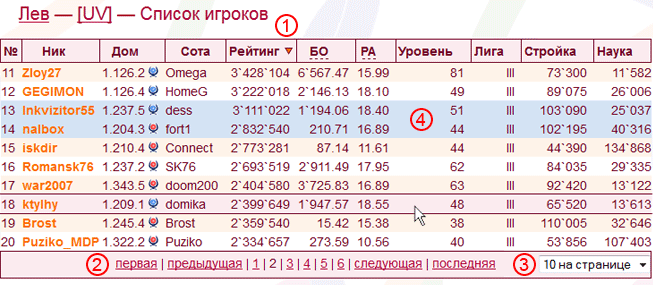 Лев — [UV] — Список игроков
1
№ Ник Дом Сота Рейтинг БО РА Уровень Лига Стройка Наука
11 Zloy27 1.126.2 Omega 3`428`104 6`567.47 15.99 81 III 73`300 11`582
12 GEGIMON 1.126.4 HomeG 3`222`018 2`146.13 18.10 49 III 89`075 26`006
13 Inkvizitor55 1.237.5 dess 3`111`022 1`194.06 18.40 51 III 103`090 25`037
14 nalbox 1.204.3 fort1 2`832`540 210.71 16.89 44 III 102`195 40`316
4
15 iskdir 1.210.4 Connect 2`773`281 87.14 11.61 44 III 44`390 134`868
16 Romansk76 1.237.2 SK76 2`693`519 2`911.49 17.95 62 III 84`035 29`335
17 war2007 1.343.5 doom200 2`404`580 3`725.83 16.89 63 III 92`420 13`122
18 ktylhy 1.209.1 domika 2`399`649 1`947.57 18.55 48 III 65`520 13`613
19 Brost 1.245.4 Brost 2`359`540 15.42 15.38 38 III 110`005 32`646
20 Puziko_MDP 1.322.2 Puziko 2`334`657 273.59 10.56 40 III 53`856 107`403
2 первая | предыдущая | 1 | 2 | 3 | 4 | 5 | 6 | следующая | последняя 3 10 на странице